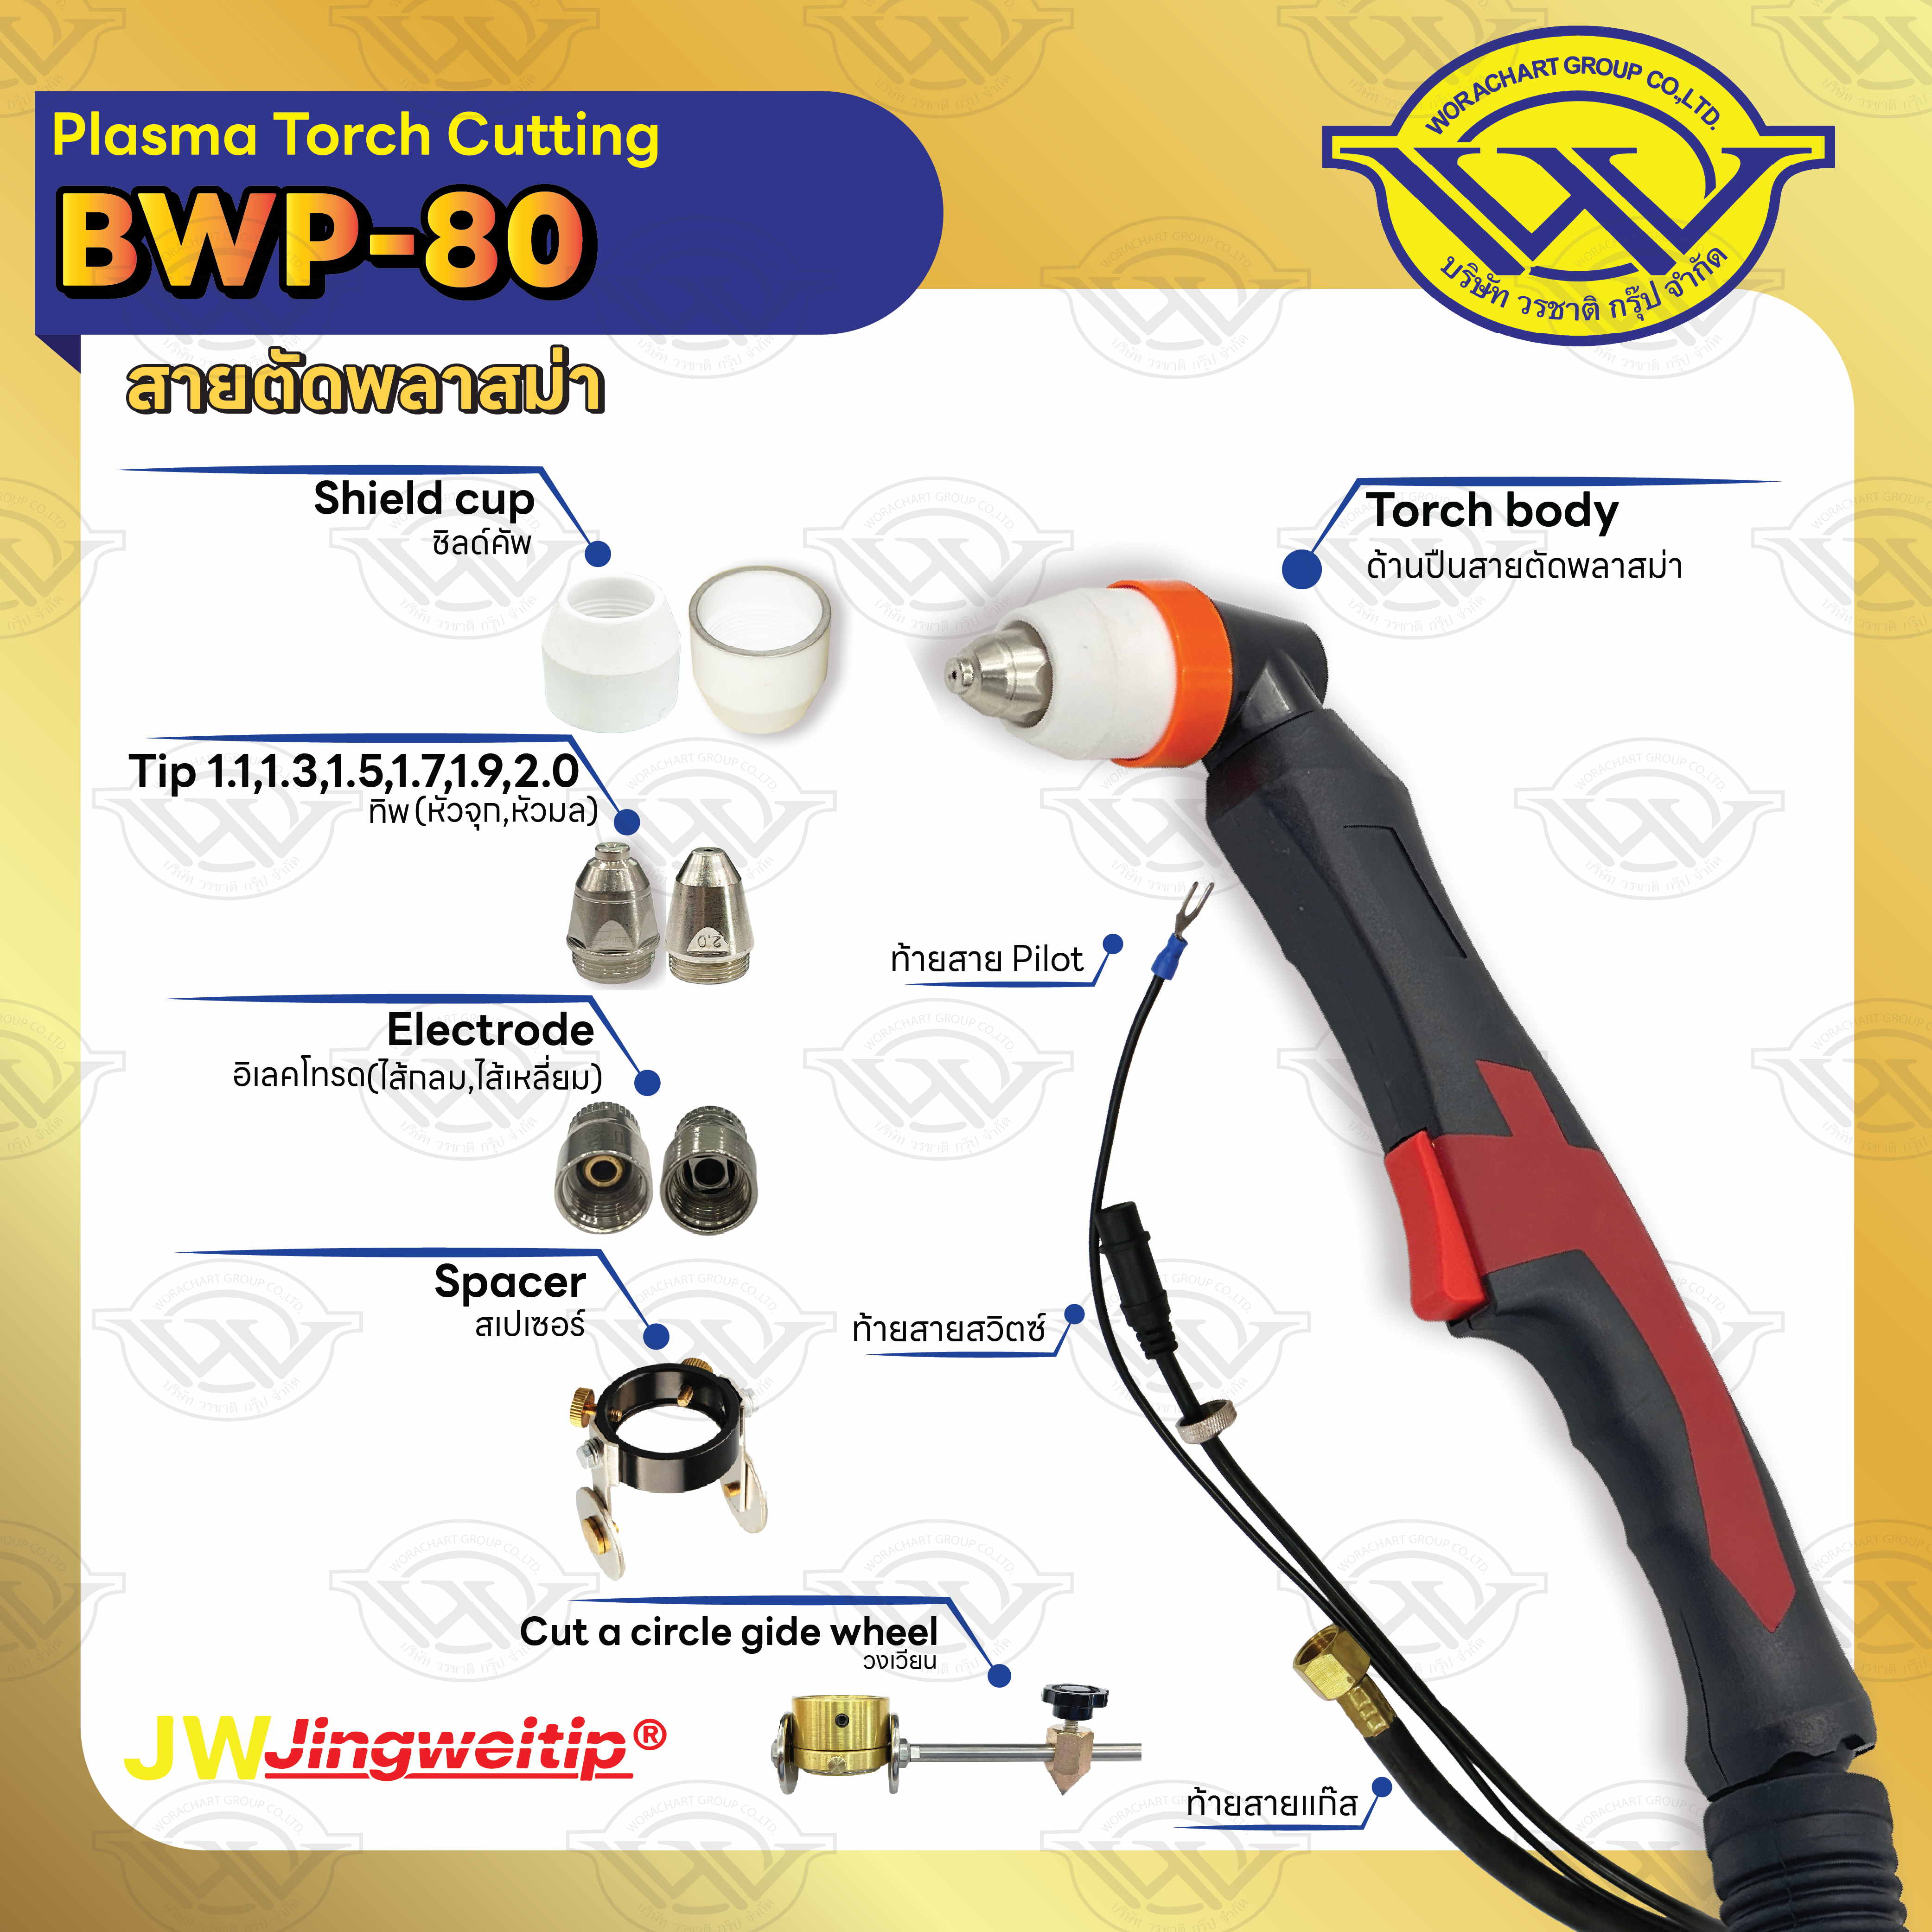 Plasma Torch Cutting
BWP-80
WORACHART GROUP CO.,LTD.
บริษัท วรชาติ กรุ๊ป จำกัด
สายตัดพลาสม่า
Shield cup
ชิลด์คัพ
Torch body
ด้านปืนสายตัดพลาสม่า
Tip 1.1,1.3,1.5,1.7,1.9,2.0
ทิพ (หัวจุก,หัวมล)
2.0
ท้ายสาย Pilot
Electrode
อิเลคโทรด(ไส้กลม,ไส้เหลี่ยม)
Spacer
สเปเซอร์
ท้ายสายสวิตซ์
Cut a circle gide wheel
วงเวียน
JW Jingweitip®
ท้ายสายแก๊ส